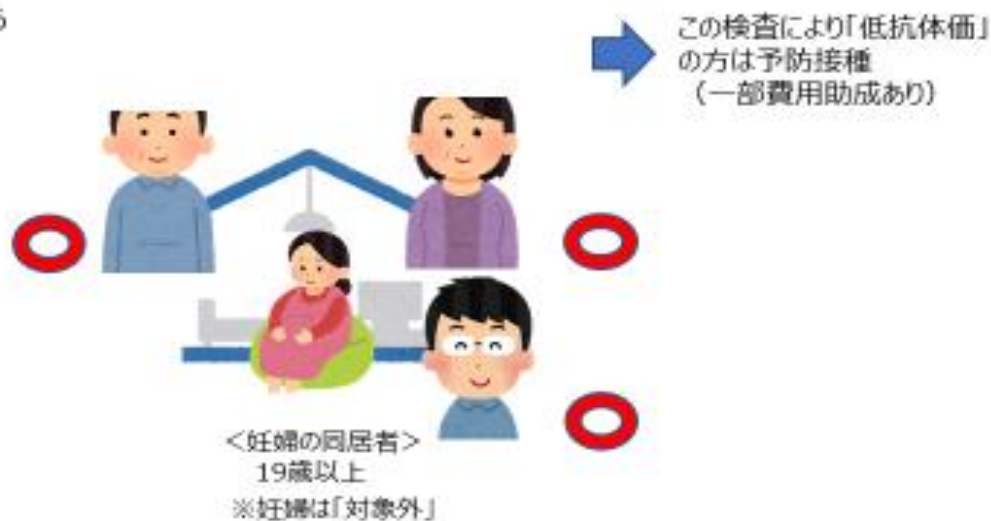 う
この検査により「低抗体価」
の方は予防接種
（一部費用助成あり）
＜妊婦の同居者＞
19歳以上
※妊婦は「対象外」